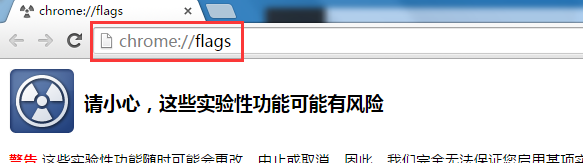 chrome://flags
chrome://flags
请小心，这些实验性功能可能有风险
警告 这些实验性功能随时可能会更改、中止或取消。因此，我们完全无法保证您启用某项实